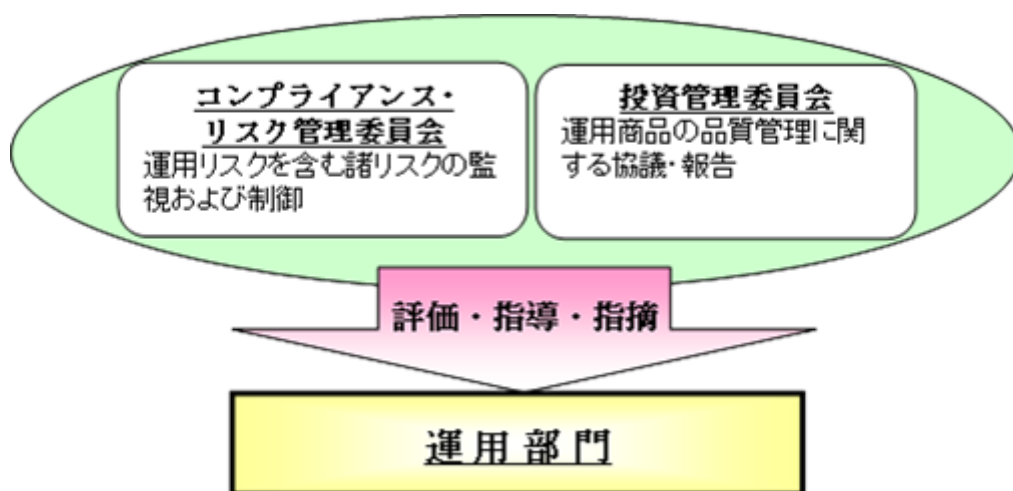 コンプライアンス・
リスク管理委員会
運用リスクを含む諸リスクの監
視および制御
投資管理委員会
運用商品の品質管理に関
する協議・報告
評価・指導・指摘
運用部門